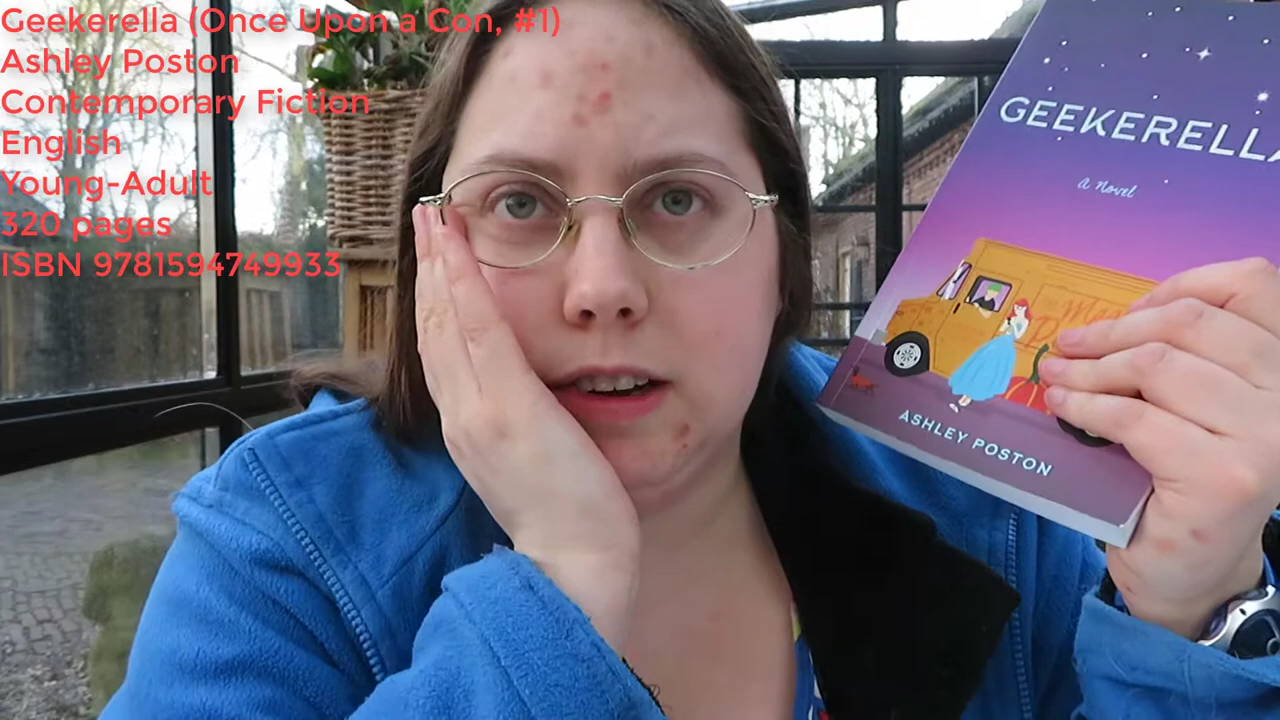 Geekerella (Once Upon a Con, #1)
Ashley Poston
Contemporary Fiction
English
Young-Adult
320 pages
ISBN 9781594749933
GEEKERELLA
a Novel
ASHLEY POSTON